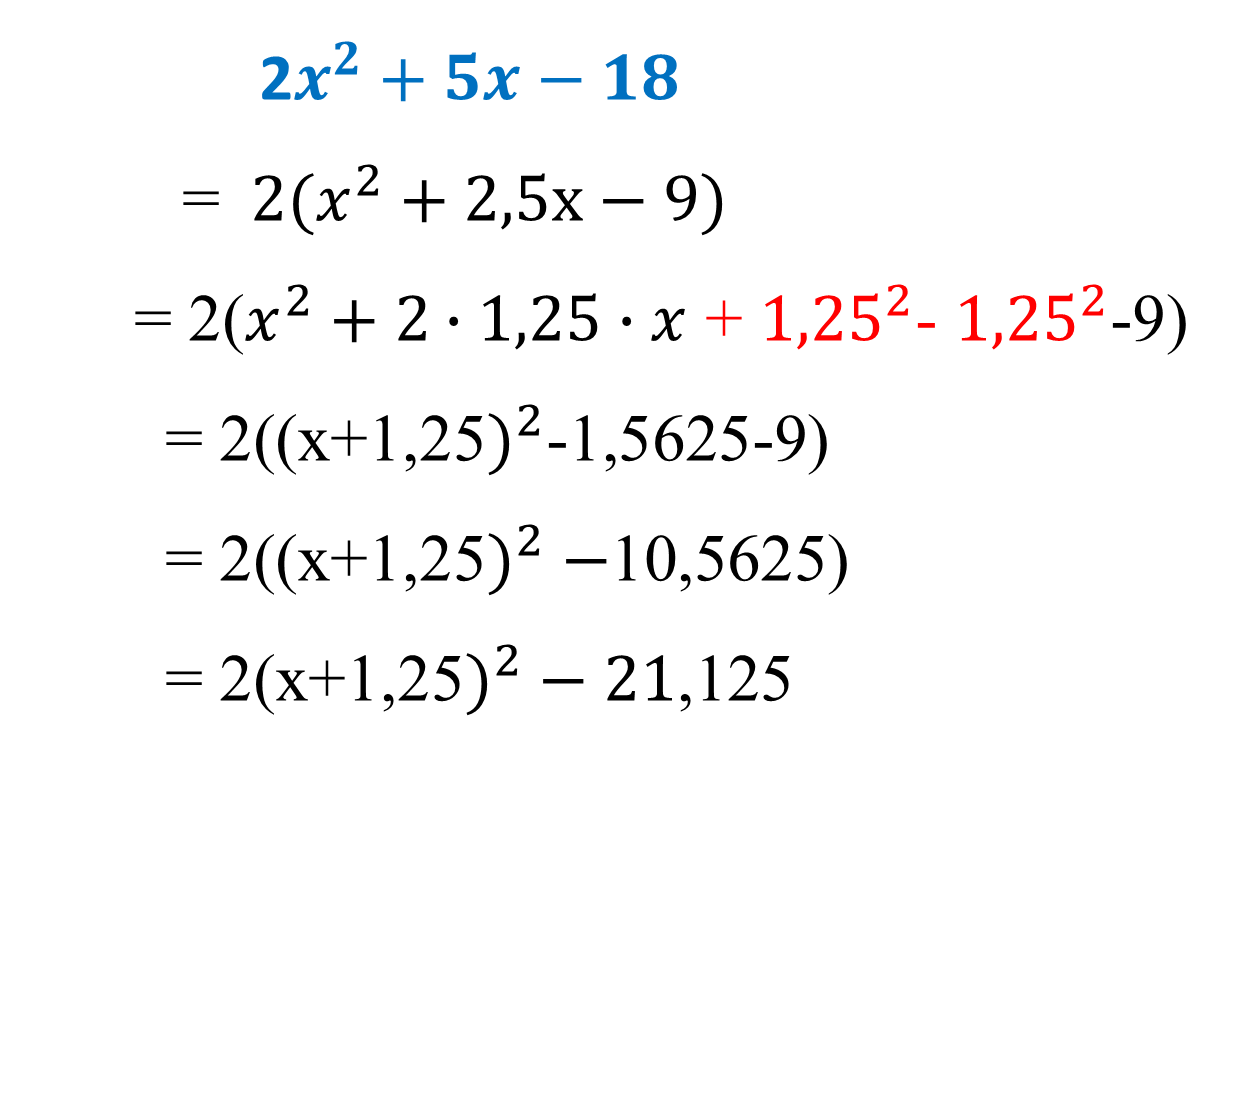 2x² + 5x − 18
= 2(x² + 2,5x − 9)
= 2(x² + 2 · 1,25 · x + 1,25²- 1,25²-9)
= 2((x+1,25)²-1,5625-9)
= 2((x+1,25)² −10,5625)
= 2(x+1,25)² − 21,125